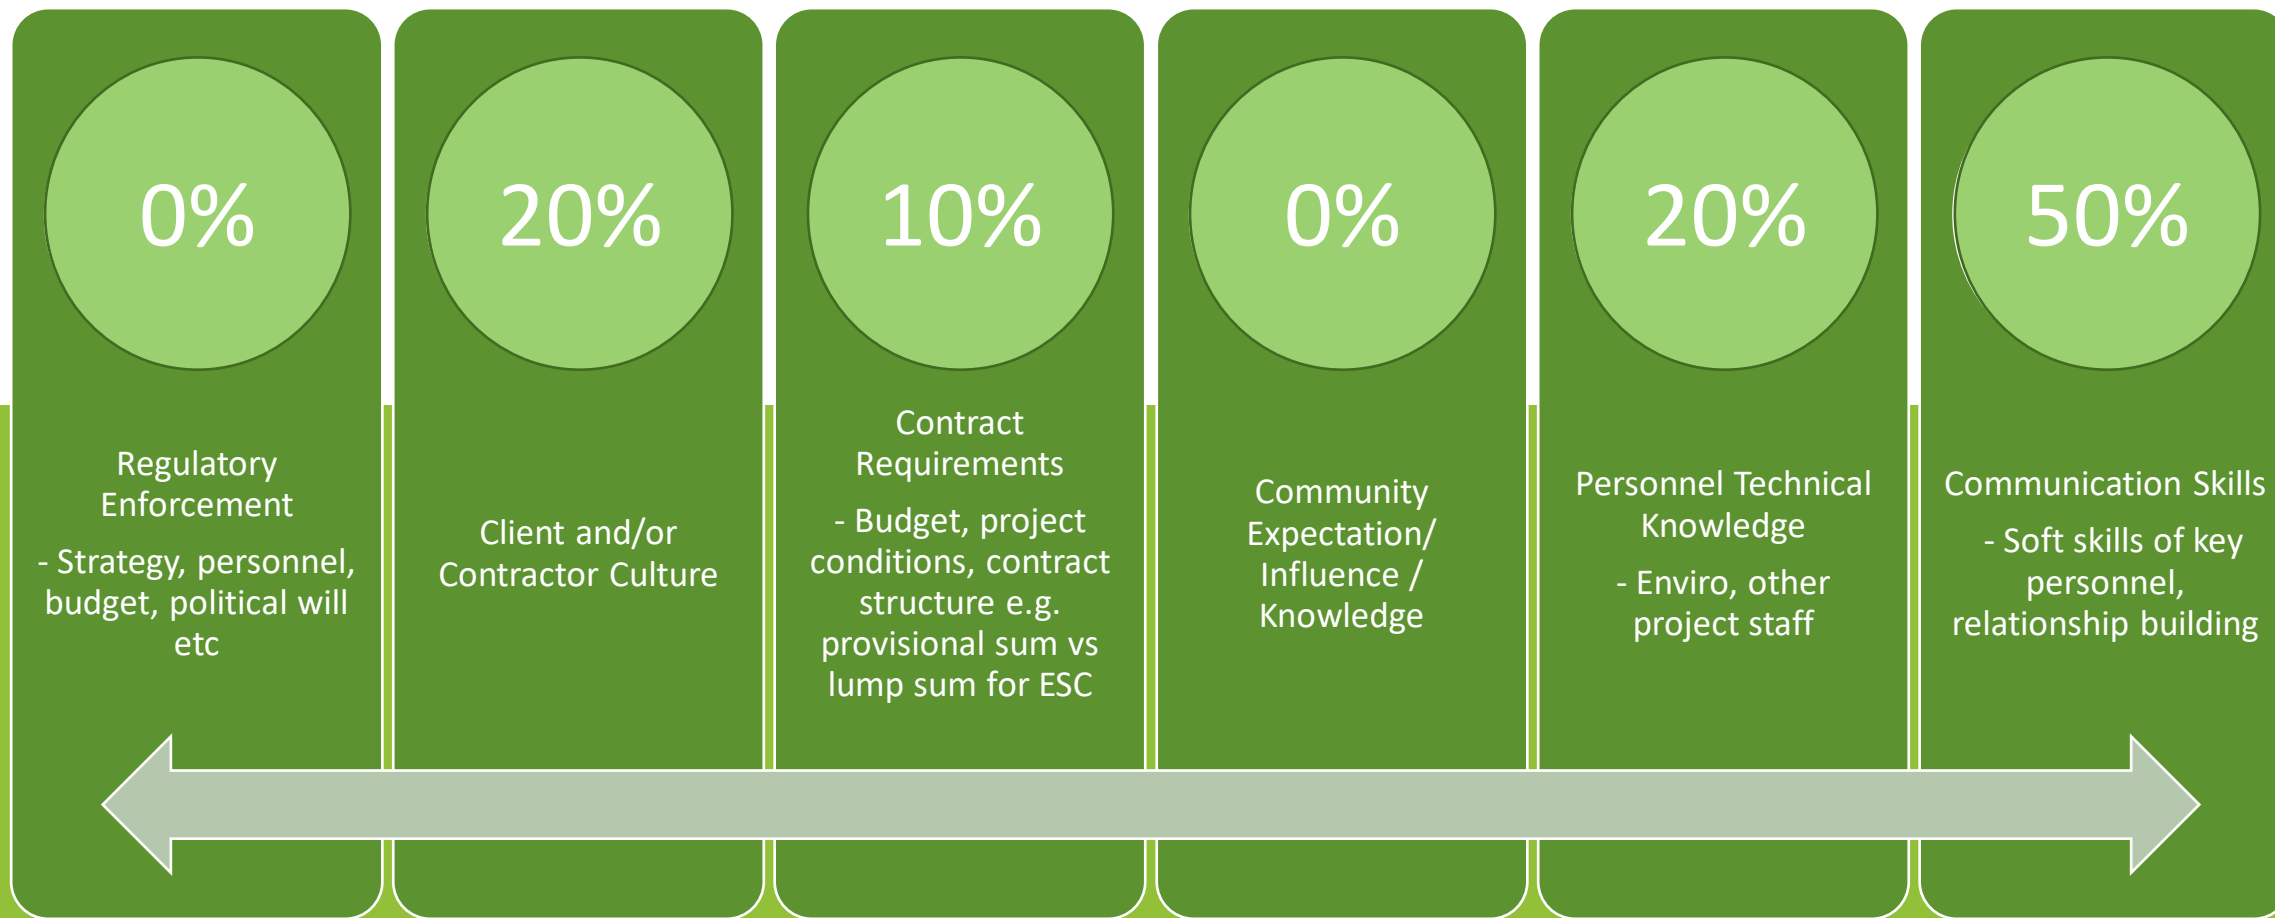 0%
Regulatory
Enforcement
- Strategy, personnel,
budget, political will
etc
20%
Client and/or
Contractor Culture
10%
Contract
Requirements
- Budget, project
conditions, contract
structure e.g.
provisional sum vs
lump sum for ESC
0%
Community
Expectation/
Influence /
Knowledge
20%
Personnel Technical
Knowledge
- Enviro, other
project staff
50%
Communication Skills
- Soft skills of key
personnel,
relationship building